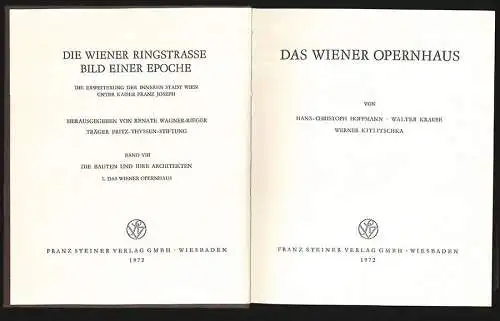 DIE WIENER RINGSTRASSE
BILD EINER EPOCHE
DIE ERWEITERUNG DER INNEREN STADT WIEN
UNTER KAISER FRANZ JOSEPH
HERAUSGEGEBEN VON RENATE WAGNER-RIEGER
TRÄGER FRITZ-THYSSEN-STIFTUNG
BAND VIII
DIE BAUTEN UND IHRE ARCHITEKTEN
1. DAS WIENER OPERNHAUS
FRANZ STEINER VERLAG GMBH · WIESBADEN
1972
DAS WIENER OPERNHAUS
VON
HANS-CHRISTOPH HOFFMANN · WALTER KRAUSE
WERNER KITLITSCHKA
FRANZ STEINER VERLAG GMBH · WIESBADEN
1972